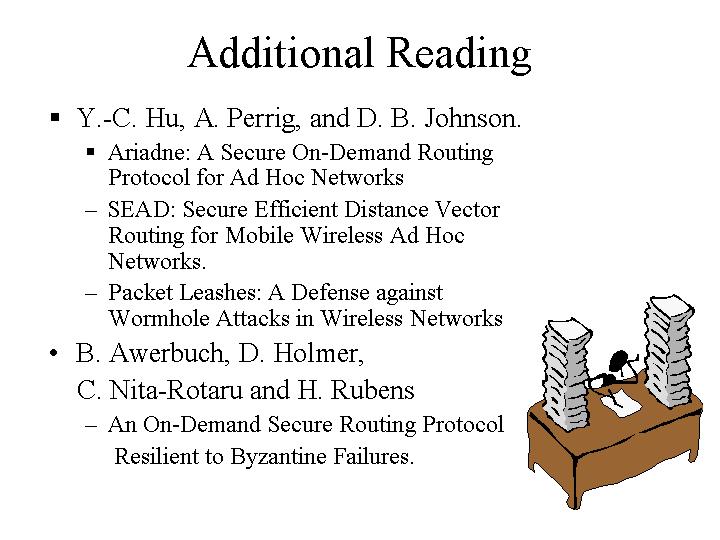 Additional Reading
▪ Y.-C. Hu, A. Perrig, and D. B. Johnson.
▪ Ariadne: A Secure On-Demand Routing
Protocol for Ad Hoc Networks
– SEAD: Secure Efficient Distance Vector
Routing for Mobile Wireless Ad Hoc
Networks.
– Packet Leashes: A Defense against
Wormhole Attacks in Wireless Networks
• B. Awerbuch, D. Holmer,
C. Nita-Rotaru and H. Rubens
– An On-Demand Secure Routing Protocol
Resilient to Byzantine Failures.